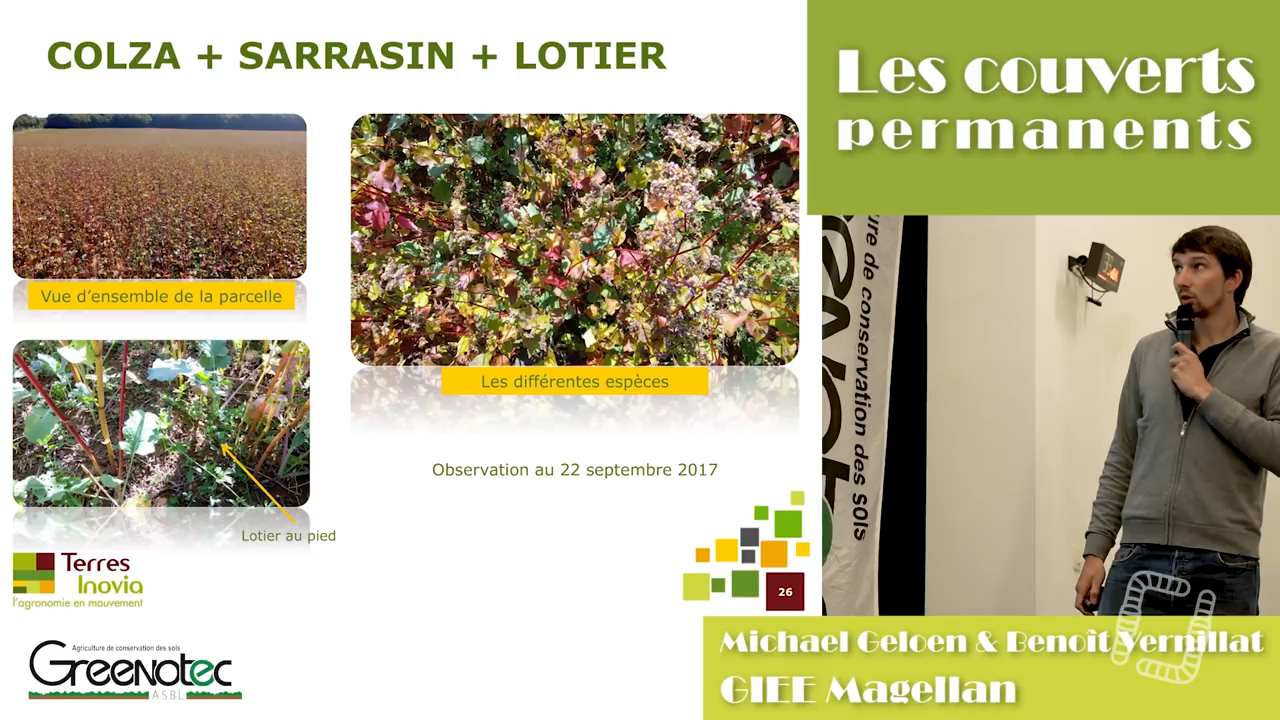 COLZA + SARRASIN + LOTIER
Vue d'ensemble de la parcelle
Les différentes espèces
Observation au 22 septembre 2017
Lotier au pied
Terres
Inovia
l'agronomie en mouvement
26
Agriculture de conservation des sols
Greenotec
ASBL
Les couverts
permanents
ure de conservation des sols
Michael Geloen & Benoît Vernillat
GIEE Magellan